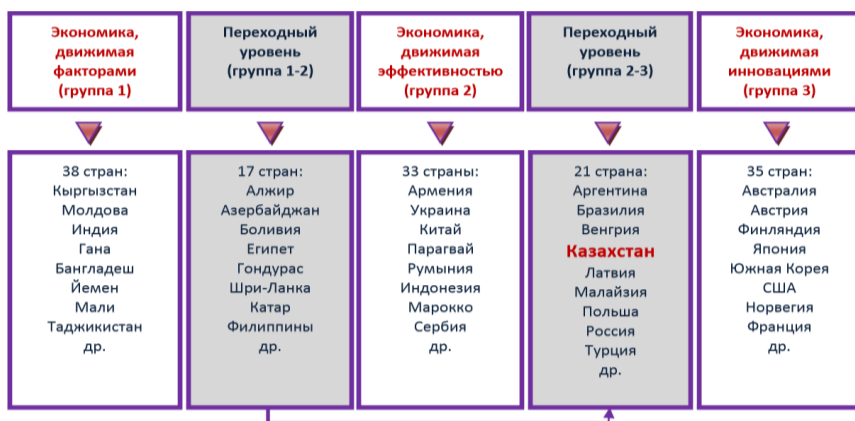 Экономика,
движимая
факторами
(группа 1)
Переходный
уровень
(группа 1-2)
Экономика,
движимая
эффективностью
(группа 2)
Переходный
уровень
(группа 2-3)
Экономика,
движимая
инновациями
(группа 3)
38 стран:
Кыргызстан
Молдова
Индия
Гана
Бангладеш
Йемен
Мали
Таджикистан
др.
17 стран:
Алжир
Азербайджан
Боливия
Египет
Гондурас
Шри-Ланка
Катар
Филиппины
др.
33 страны:
Армения
Украина
Китай
Парагвай
Румыния
Индонезия
Марокко
Сербия
др.
21 страна:
Аргентина
Бразилия
Венгрия
Казахстан
Латвия
Малайзия
Польша
Россия
Турция
др.
35 стран:
Австралия
Австрия
Финляндия
Япония
Южная Корея
США
Норвегия
Франция
др.